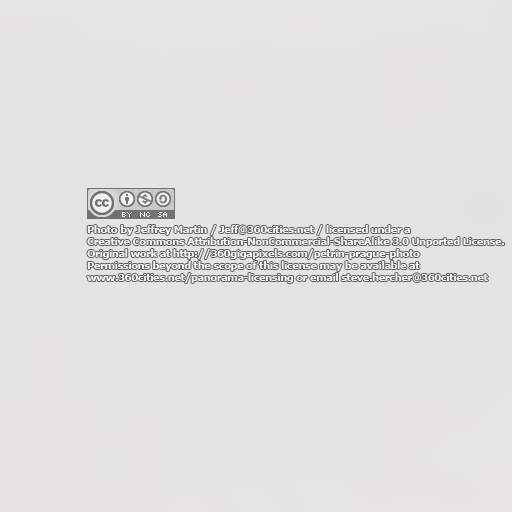 cc BY NC SA
Photo by Jeffrey Martin / Jeff@360cities.net / licensed under a
Creative Commons Attribution-NonCommercial-ShareAlike 3.0 Unported License.
Original work at http://360gigapixels.com/petrin-prague-photo
Permissions beyond the scope of this license may be available at
www.360cities.net/panorama-licensing or email steve.hercher@360cities.net